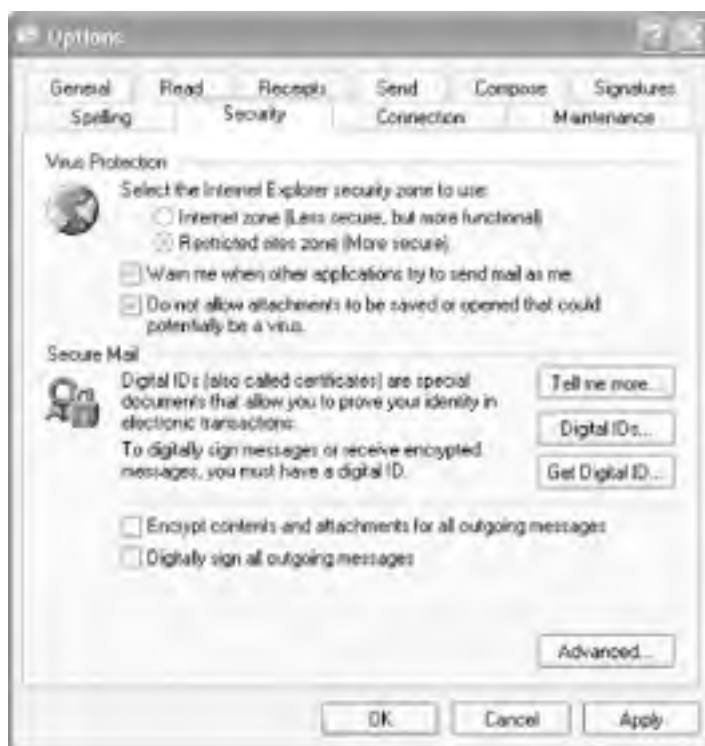 Options
General Read Receipts Send Compose Signatures
Spelling Security Connection Maintenance
Virus Protection
Select the Internet Explorer security zone to use:
Internet zone (Less secure, but more functional)
Restricted sites zone (More secure)
Warn me when other applications try to send mail as me.
Do not allow attachments to be saved or opened that could
potentially be a virus.
Secure Mail
Digital IDs (also called certificates) are special
documents that allow you to prove your identity in
electronic transactions.
Tell me more...
Digital IDs...
To digitally sign messages or receive encrypted
messages, you must have a digital ID.
Get Digital ID...
Encrypt contents and attachments for all outgoing messages
Digitally sign all outgoing messages
Advanced...
OK Cancel Apply